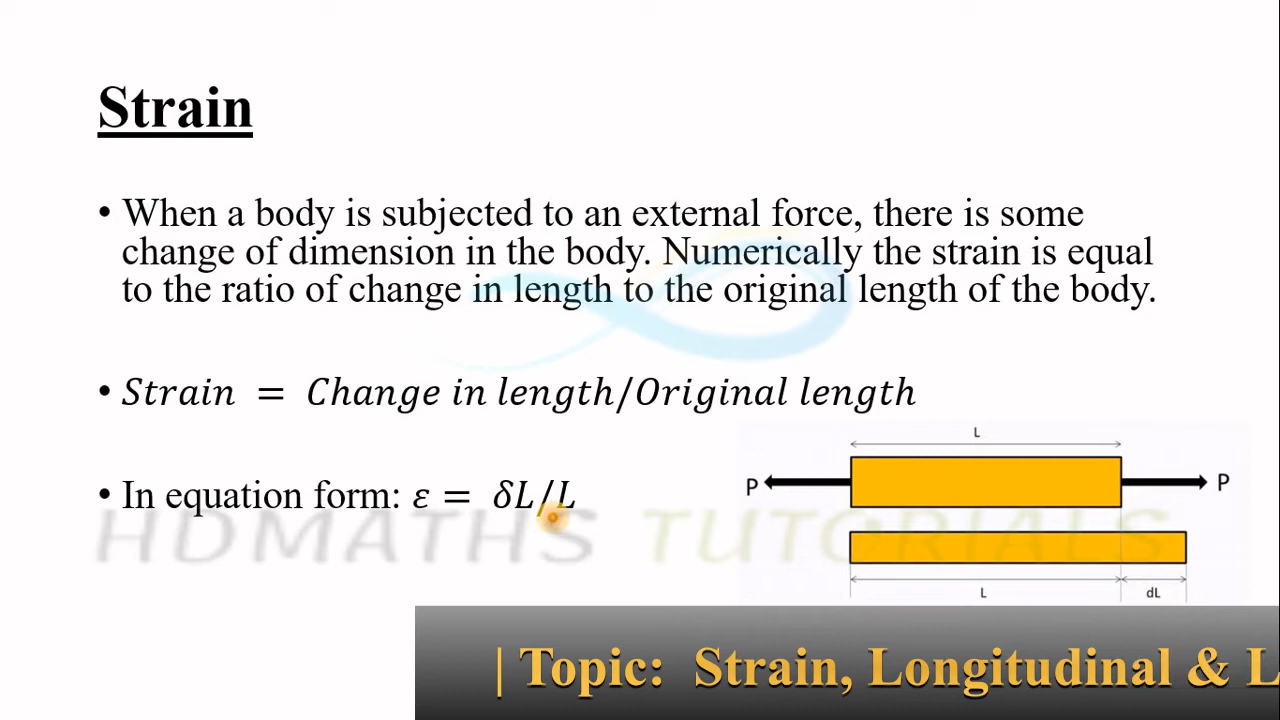 Strain
• When a body is subjected to an external force, there is some
change of dimension in the body. Numerically the strain is equal
to the ratio of change in length to the original length of the body.
• Strain = Change in length/Original length
• In equation form: ε = δL/L
L
P
P
L
dL
HDMATHS TUTORIALS
| Topic: Strain, Longitudinal & L